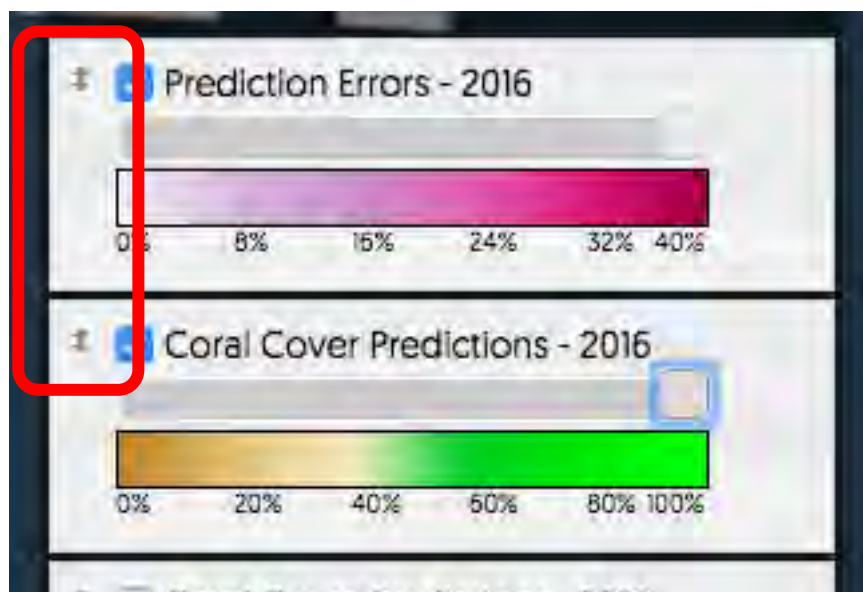 Prediction Errors - 2016
0% 8% 16% 24% 32% 40%
Coral Cover Predictions - 2016
0% 20% 40% 60% 80% 100%